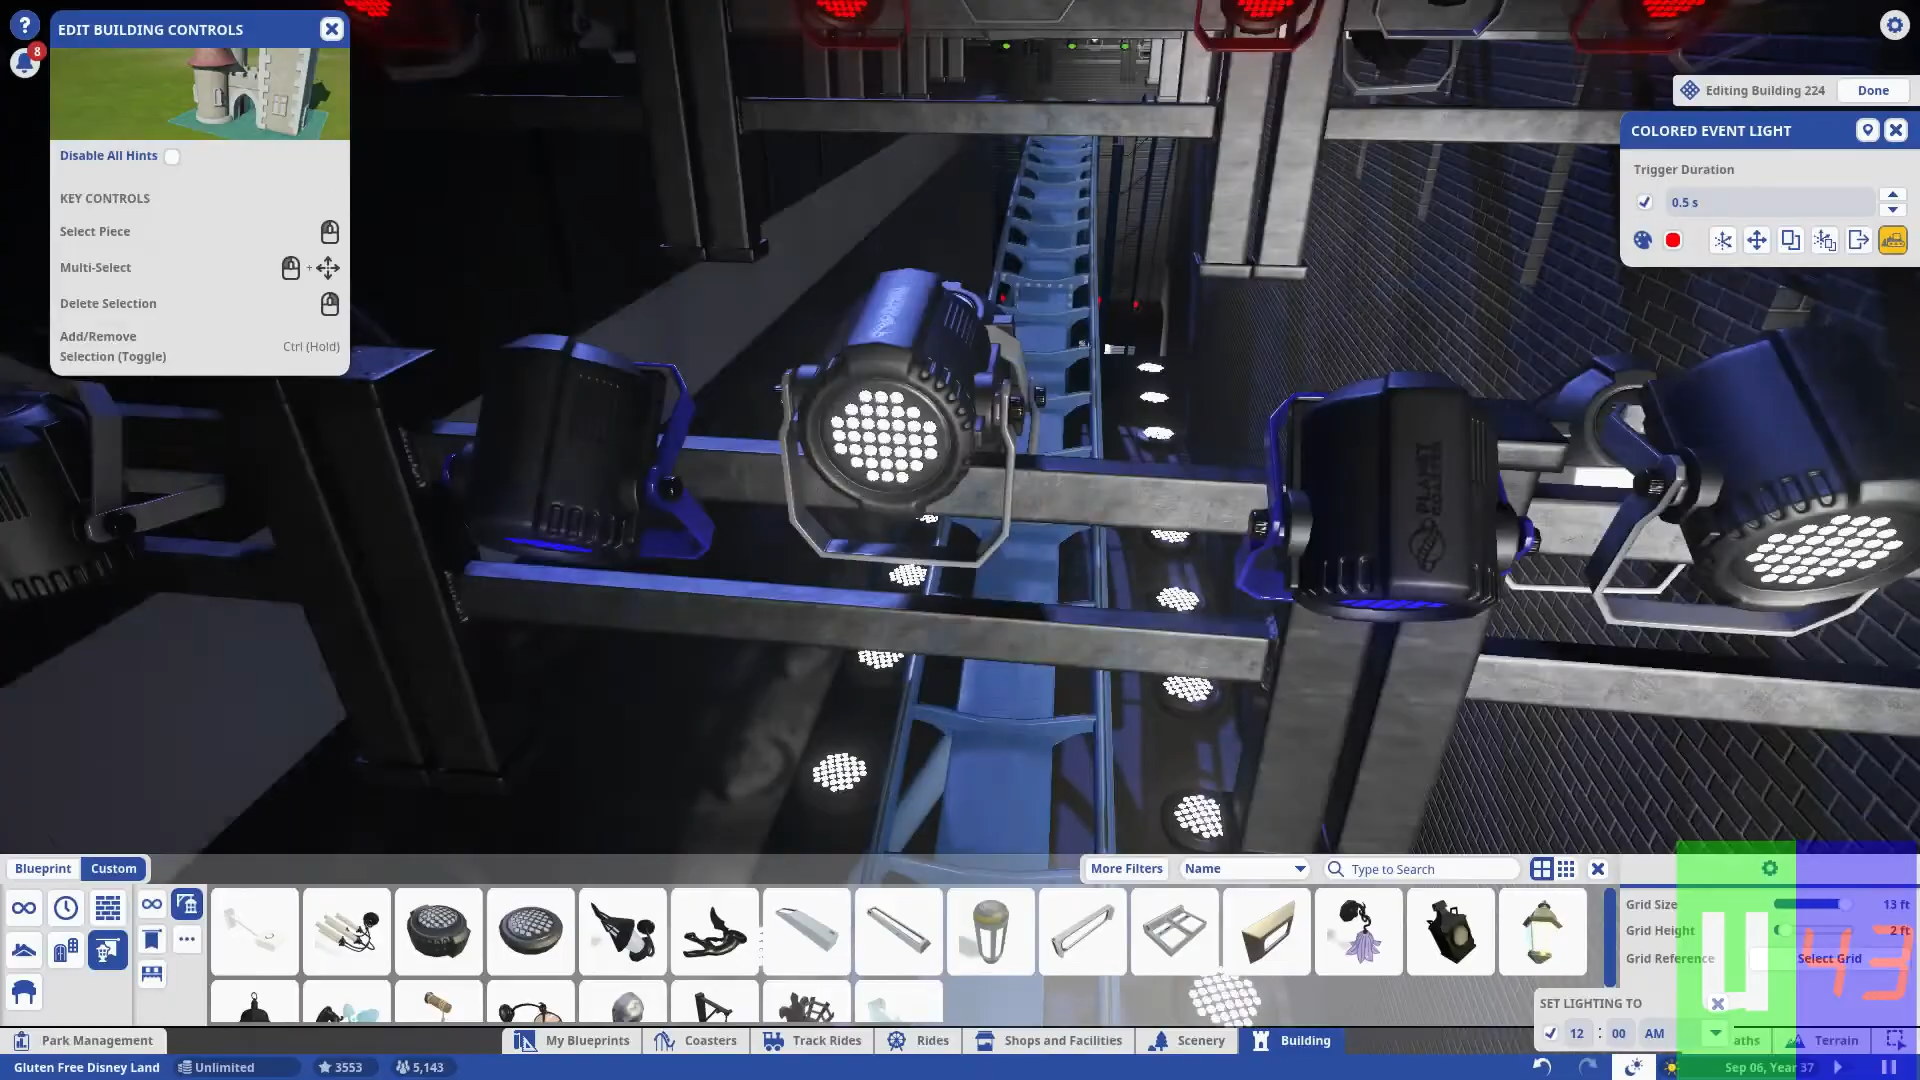 EDIT BUILDING CONTROLS
8
Disable All Hints
KEY CONTROLS
Select Piece
Multi-Select
+
Delete Selection
Add/Remove
Selection (Toggle)
Ctrl (Hold)
Editing Building 224
Done
COLORED EVENT LIGHT
Trigger Duration
0.5 s
PLANET
COASTER
Blueprint
Custom
More Filters
Name
Type to Search
Grid Size
13 ft
Grid Height
2 ft
Grid Reference
Select Grid
U 43
SET LIGHTING TO
12 : 00 AM
Park Management
My Blueprints
Coasters
Track Rides
Rides
Shops and Facilities
Scenery
Building
aths
Terrain
Gluten Free Disney Land
Unlimited
3553
5,143
Sep 06, Year 37